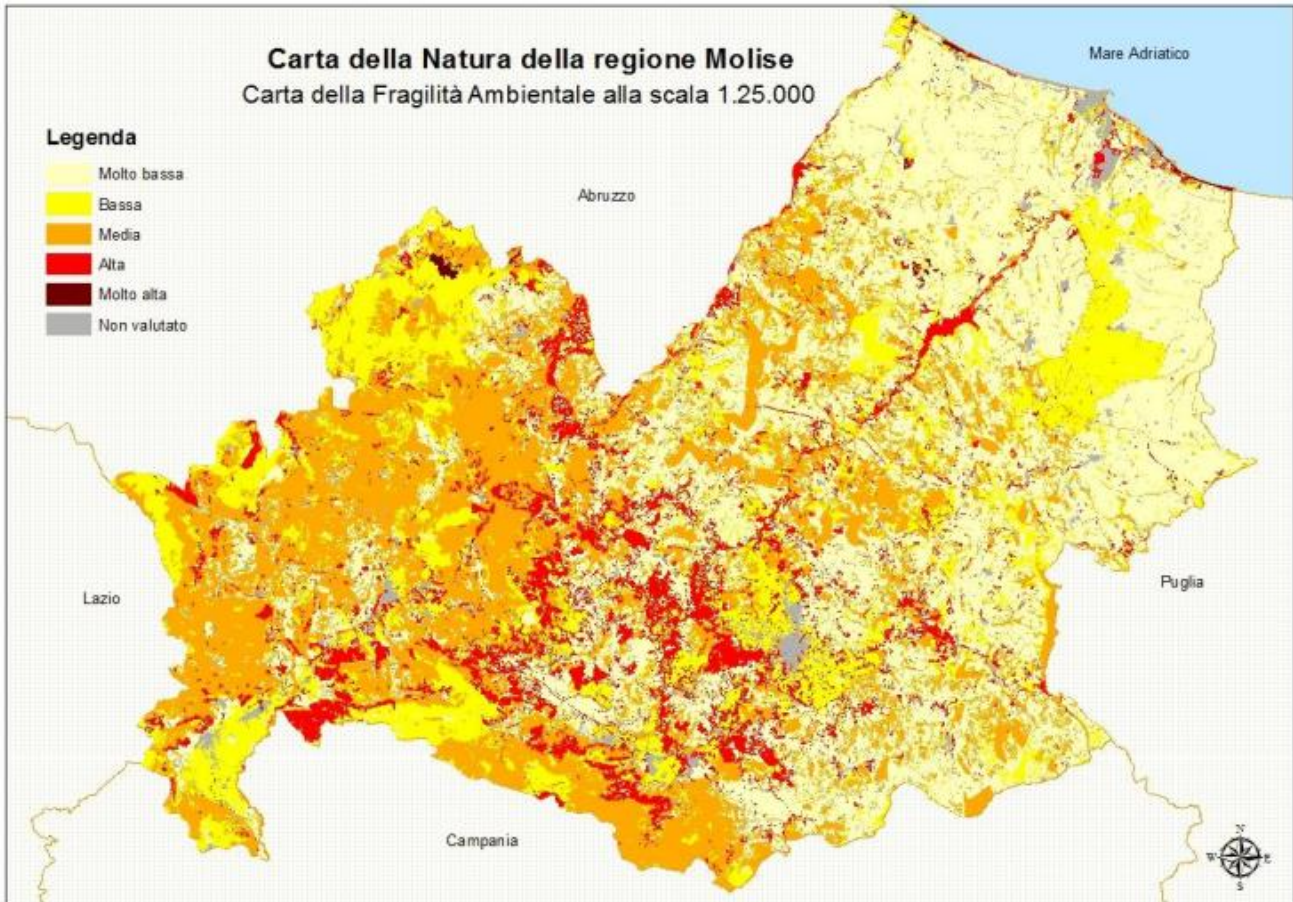 Carta della Natura della regione Molise
Carta della Fragilità Ambientale alla scala 1.25.000
Mare Adriatico
Legenda
Molto bassa
Bassa
Media
Alta
Molto alta
Non valutato
Abruzzo
Lazio
Puglia
Campania
N
W E
S